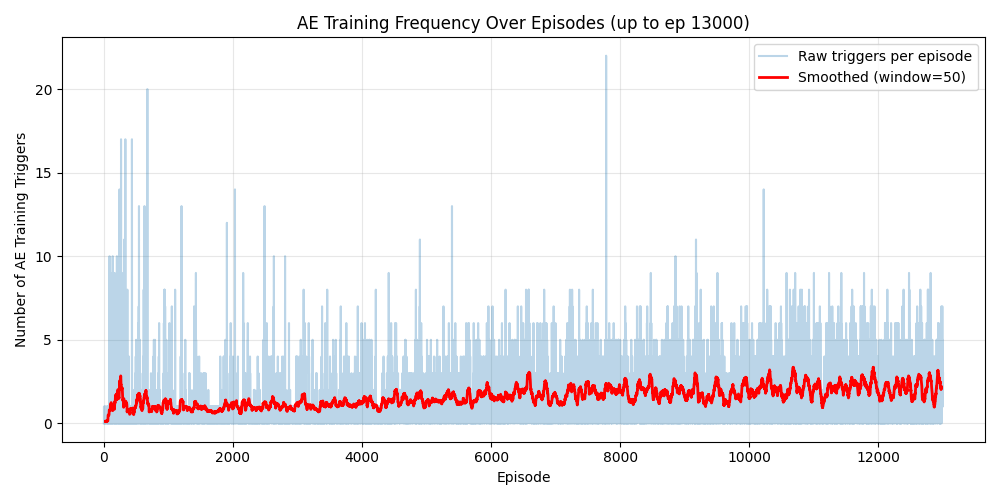 AE Training Frequency Over Episodes (up to ep 13000)
Raw triggers per episode
Smoothed (window=50)
Number of AE Training Triggers
20
15
10
5
0
0
2000
4000
6000
8000
10000
12000
Episode